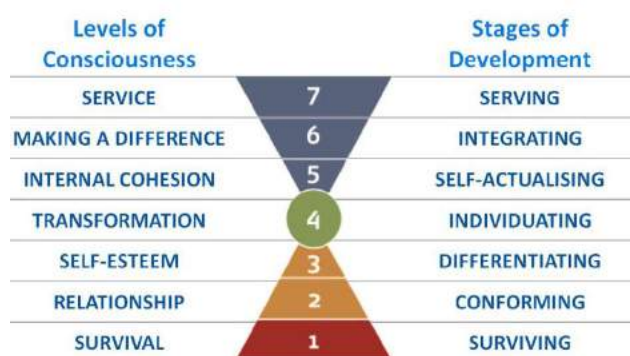 Levels of
Consciousness
Stages of
Development
SERVICE 7 SERVING
MAKING A DIFFERENCE 6 INTEGRATING
INTERNAL COHESION 5 SELF-ACTUALISING
TRANSFORMATION 4 INDIVIDUATING
SELF-ESTEEM 3 DIFFERENTIATING
RELATIONSHIP 2 CONFORMING
SURVIVAL 1 SURVIVING